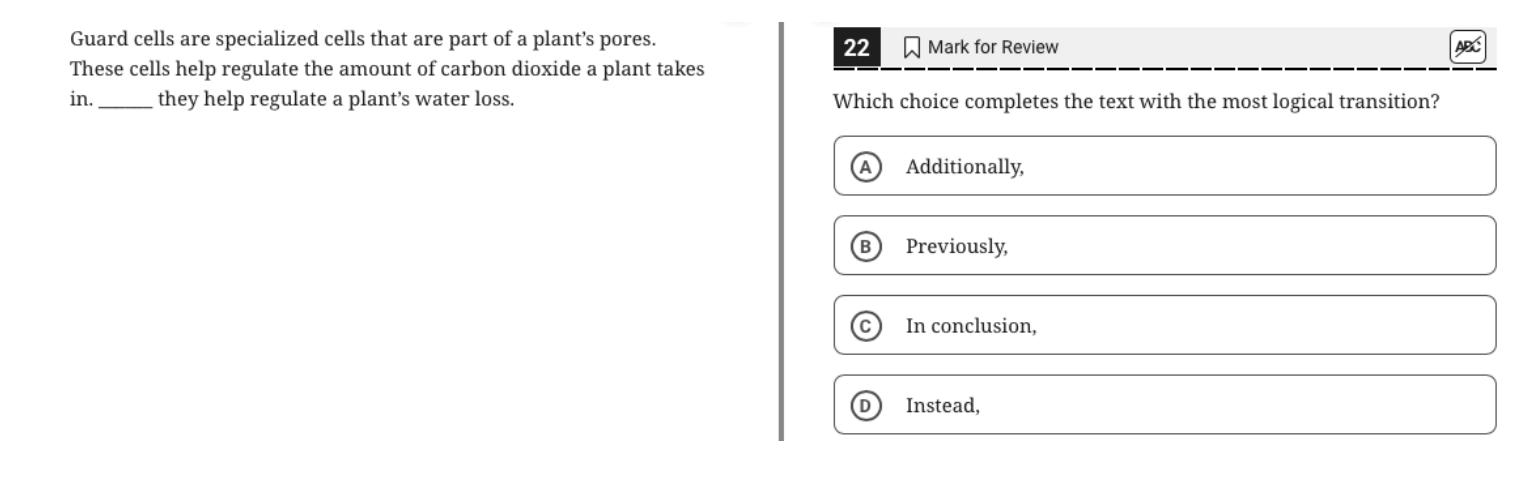 Guard cells are specialized cells that are part of a plant’s pores.
These cells help regulate the amount of carbon dioxide a plant takes
in. ______ they help regulate a plant’s water loss.
22 Mark for Review ABC
Which choice completes the text with the most logical transition?
A Additionally,
B Previously,
C In conclusion,
D Instead,